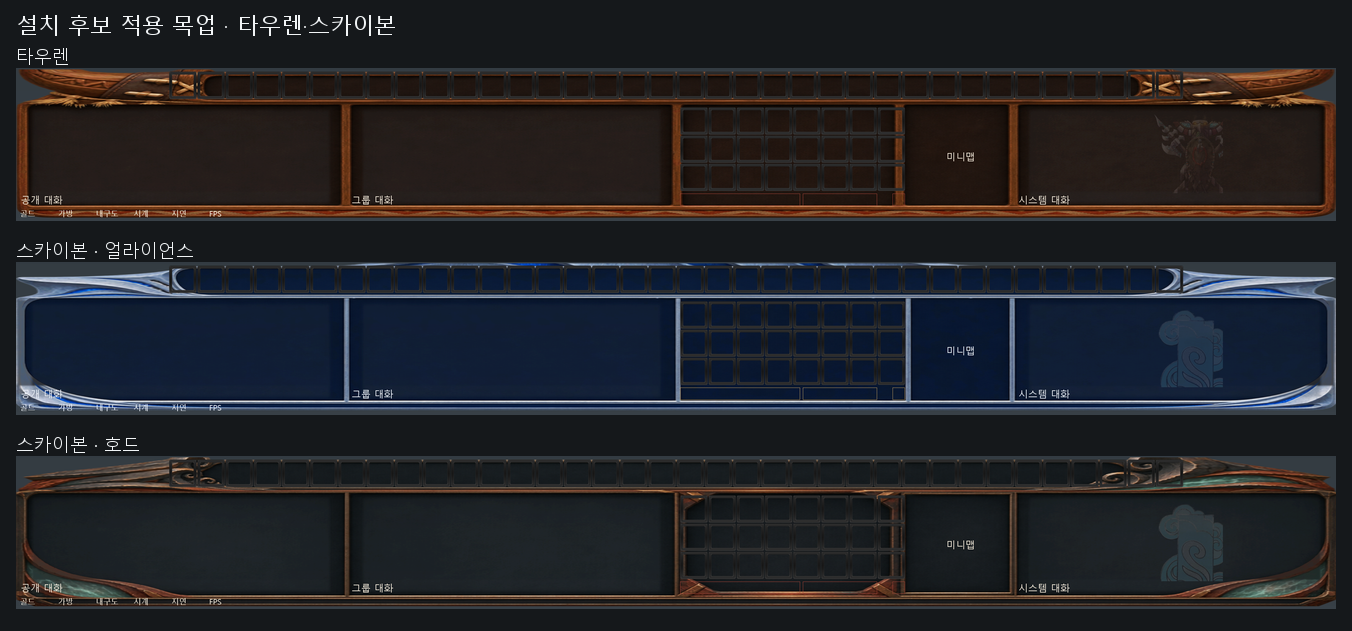 설치 후보 적용 목업 · 타우렌·스카이본
타우렌
미니맵
공개 대화 그룹 대화 시스템 대화
골드 가방 내구도 시계 지연 FPS
스카이본 · 얼라이언스
미니맵
공개 대화 그룹 대화 시스템 대화
골드 가방 내구도 시계 지연 FPS
스카이본 · 호드
미니맵
공개 대화 그룹 대화 시스템 대화
골드 가방 내구도 시계 지연 FPS